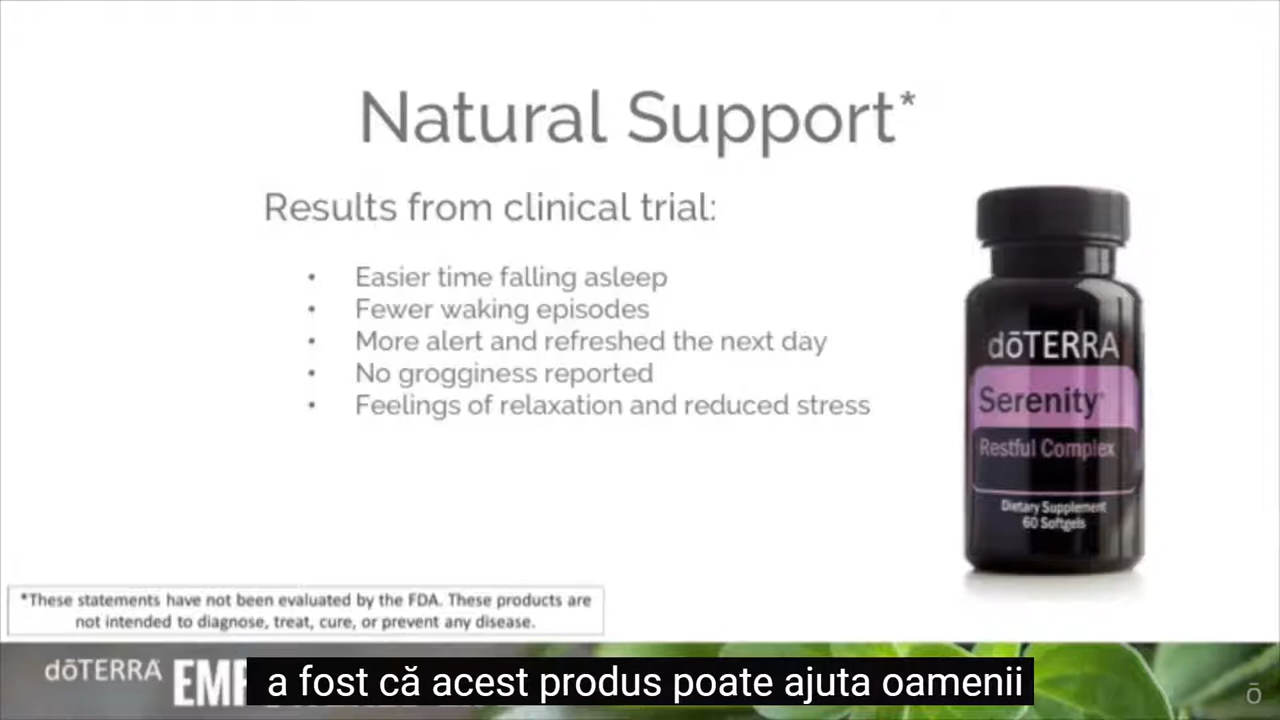 Natural Support*
Results from clinical trial:
• Easier time falling asleep
• Fewer waking episodes
• More alert and refreshed the next day
• No grogginess reported
• Feelings of relaxation and reduced stress
dōTERRA
Serenity
Restful Complex
Dietary Supplement
60 Softgels
*These statements have not been evaluated by the FDA. These products are
not intended to diagnose, treat, cure, or prevent any disease.
dōTERRA
a fost că acest produs poate ajuta oamenii
Ō